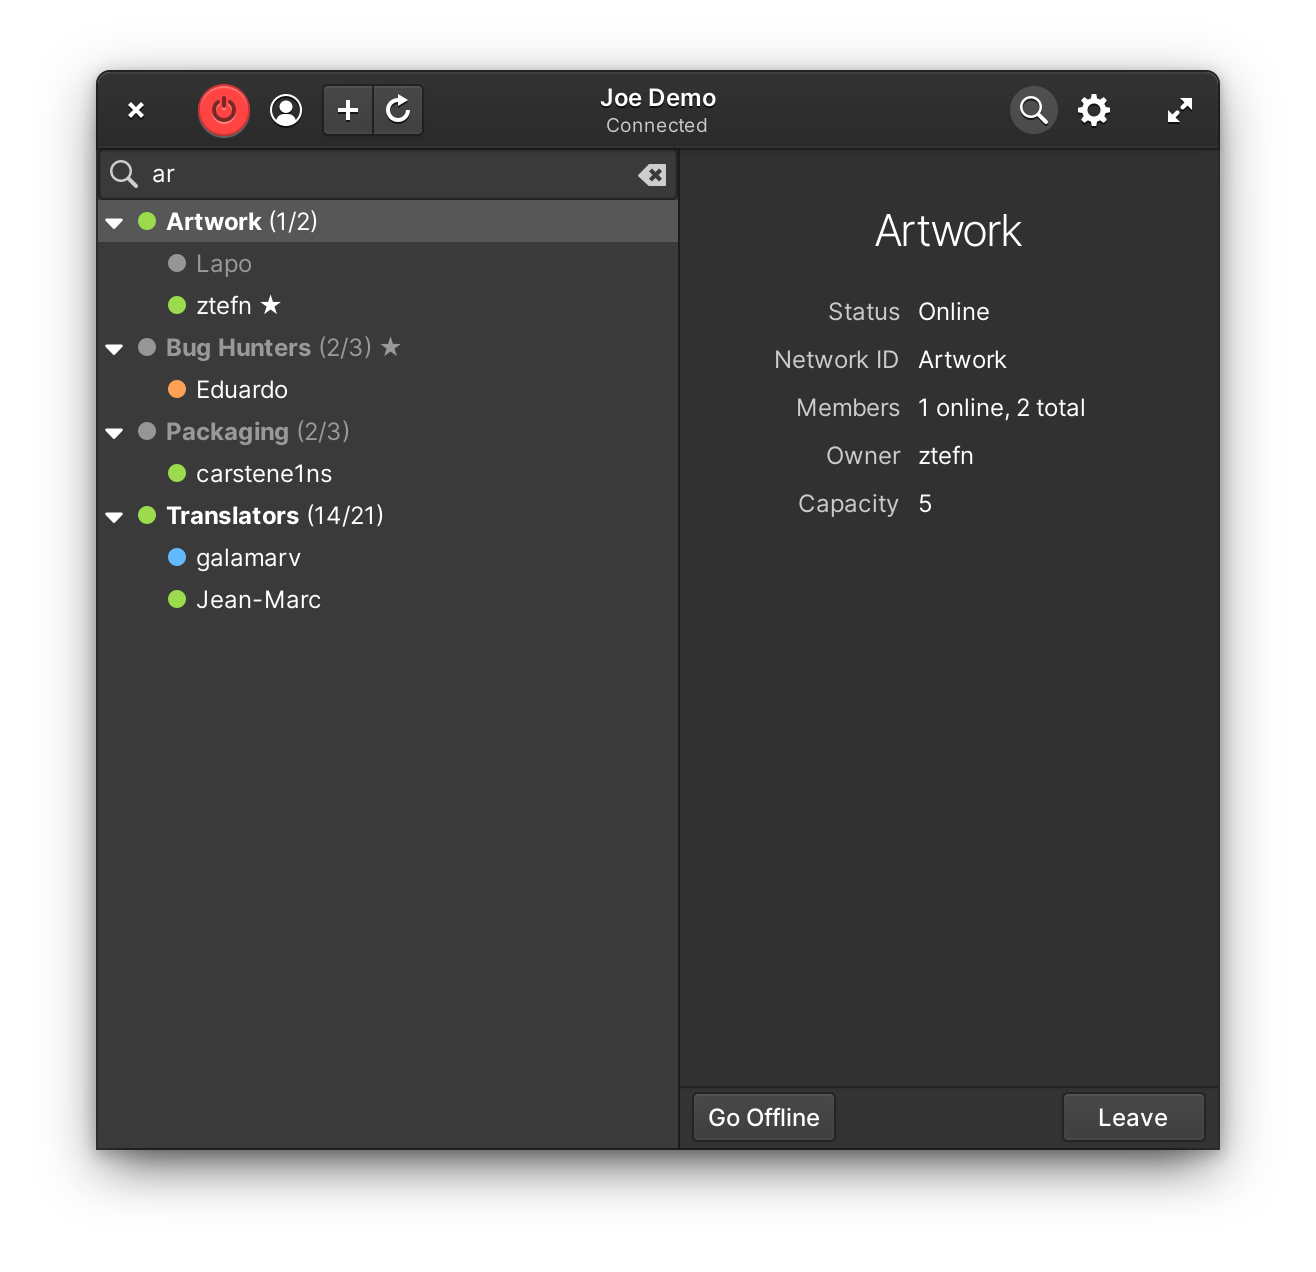 Joe Demo
Connected
ar
Artwork (1/2)
Lapo
ztefn ★
Bug Hunters (2/3) ★
Eduardo
Packaging (2/3)
carstene1ns
Translators (14/21)
galamarv
Jean-Marc
Artwork
Status Online
Network ID Artwork
Members 1 online, 2 total
Owner ztefn
Capacity 5
Go Offline
Leave